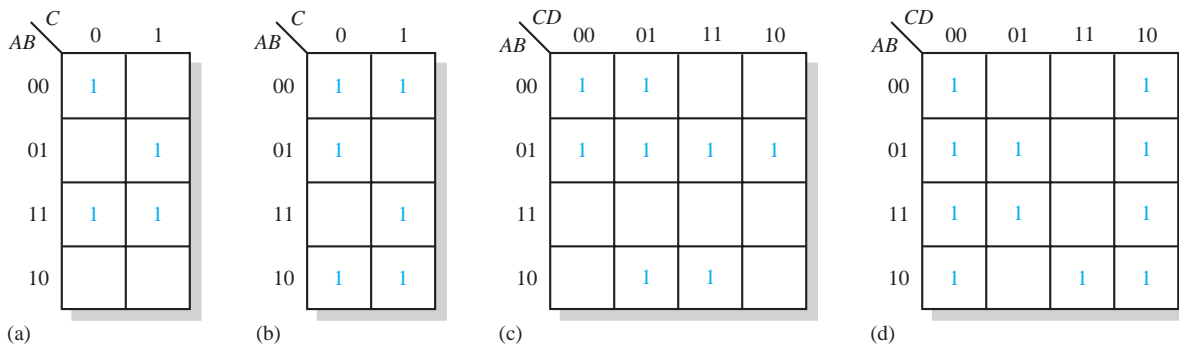 C
AB 0 1
00 1
01 1
11 1 1
10
(a)
C
AB 0 1
00 1 1
01 1
11 1
10 1 1
(b)
CD
AB 00 01 11 10
00 1 1
01 1 1 1 1
11
10 1 1
(c)
CD
AB 00 01 11 10
00 1 1
01 1 1 1
11 1 1 1
10 1 1 1
(d)